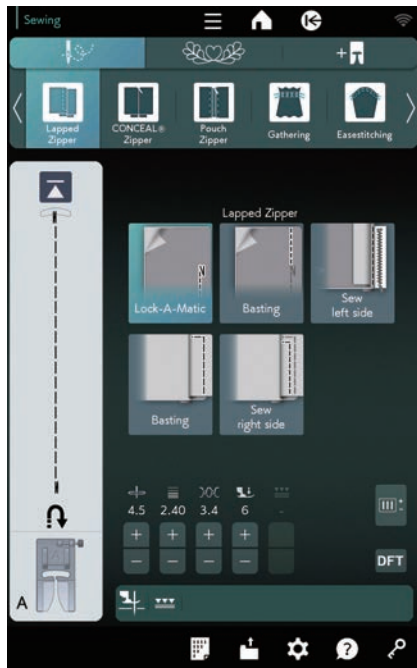 Sewing
Lapped
Zipper
CONCEAL®
Zipper
Pouch
Zipper
Gathering
Easestitching
Lapped Zipper
Lock-A-Matic
Basting
Sew
left side
Basting
Sew
right side
4.5 2.40 3.4 6 -
+ + + +
- - - -
DFT
A